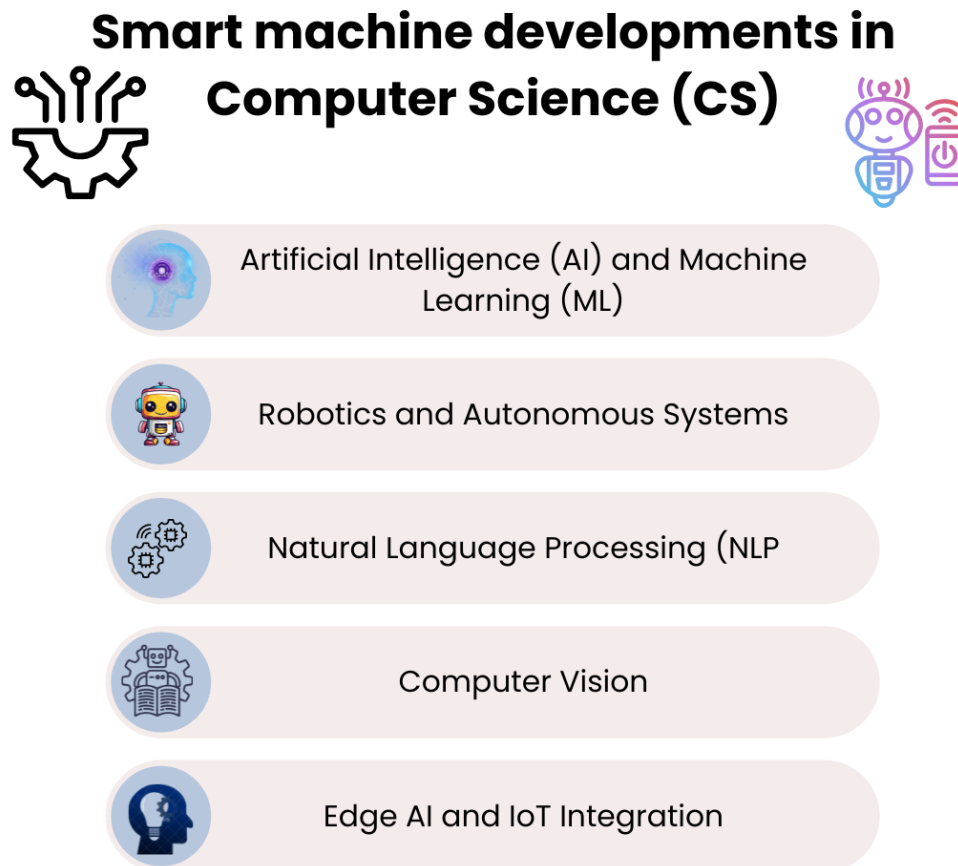 Smart machine developments in
Computer Science (CS)
Artificial Intelligence (AI) and Machine
Learning (ML)
Robotics and Autonomous Systems
Natural Language Processing (NLP
Computer Vision
Edge AI and IoT Integration